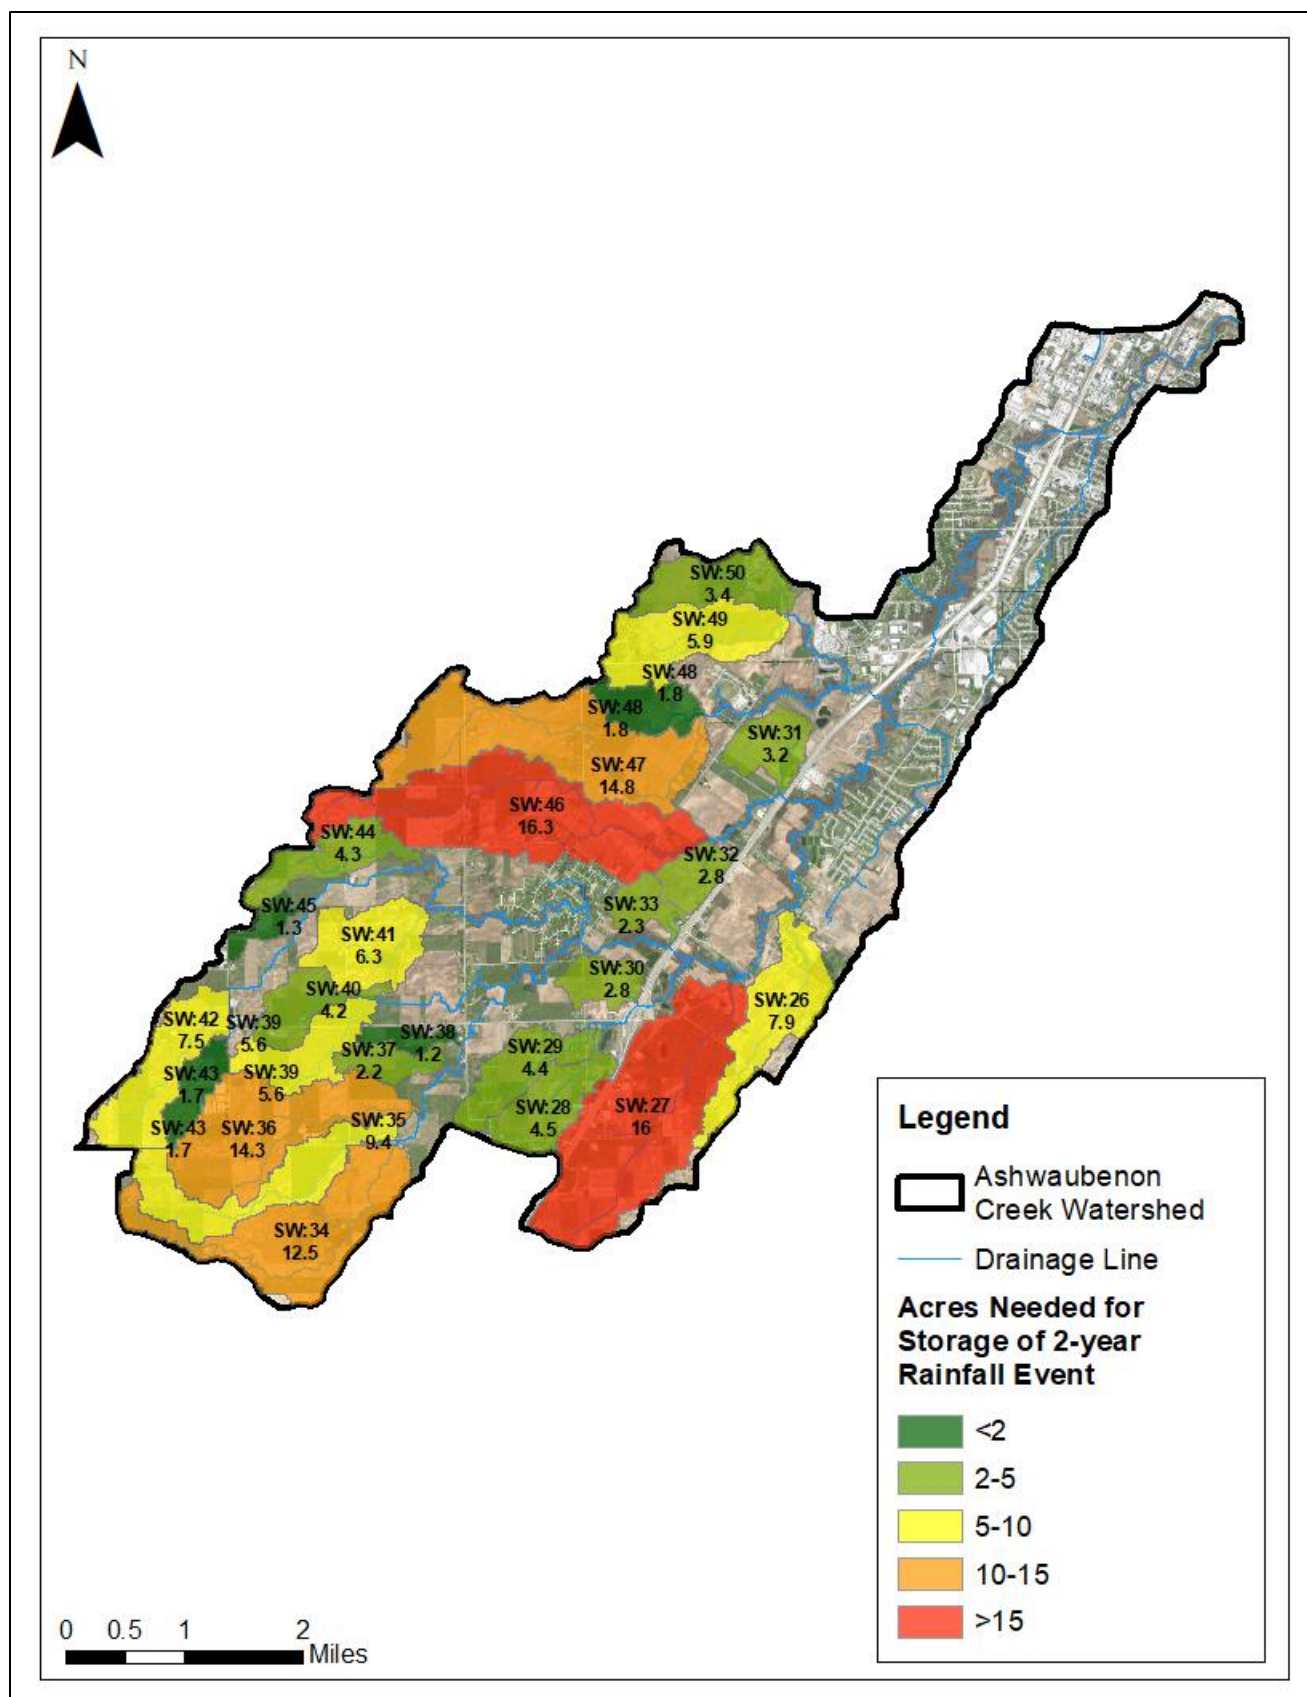 N
SW:50
3.4
SW:49
5.9
SW:48
1.8
SW:48
1.8
SW:31
3.2
SW:47
14.8
SW:46
16.3
SW:44
4.3
SW:32
2.8
SW:45
1.3
SW:33
2.3
SW:41
6.3
SW:30
2.8
SW:40
4.2
SW:26
7.9
SW:42
7.5
SW:39
5.6
SW:38
1.2
SW:37
2.2
SW:29
4.4
SW:43
1.7
SW:39
5.6
SW:28
4.5
SW:27
16
SW:35
9.4
SW:43
1.7
SW:36
14.3
SW:34
12.5
Legend
Ashwaubenon
Creek Watershed
Drainage Line
Acres Needed for
Storage of 2-year
Rainfall Event
<2
2-5
5-10
10-15
>15
0 0.5 1 2
Miles